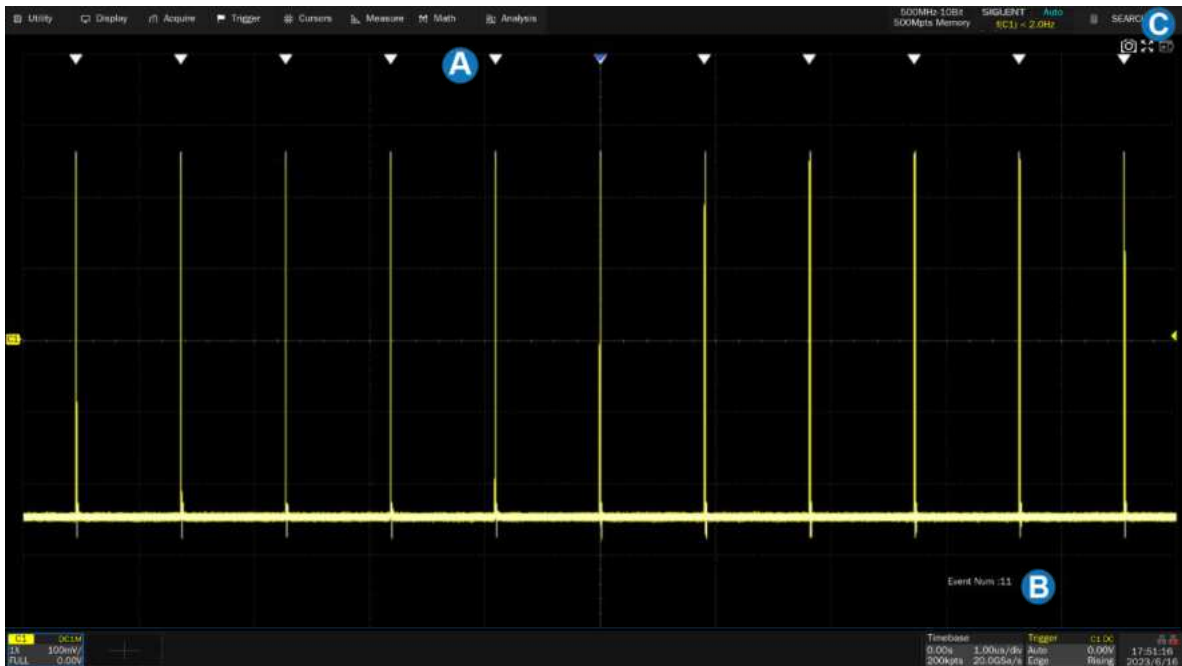 Utility Display Acquire Trigger Cursors Measure Math Analysis
500MHz-10Bit SIGLENT Auto
500Mpts Memory f(C1) < 2.0Hz
SEARC
C
A
C1
Event Num :11
B
C1 DC1M
1X 100mV/
FULL 0.00V
Timebase
0.00s 1.00us/div
200kpts 20.0GSa/s
Trigger C1 DC
Auto 0.00V
Edge Rising
17:51:16
2023/6/16